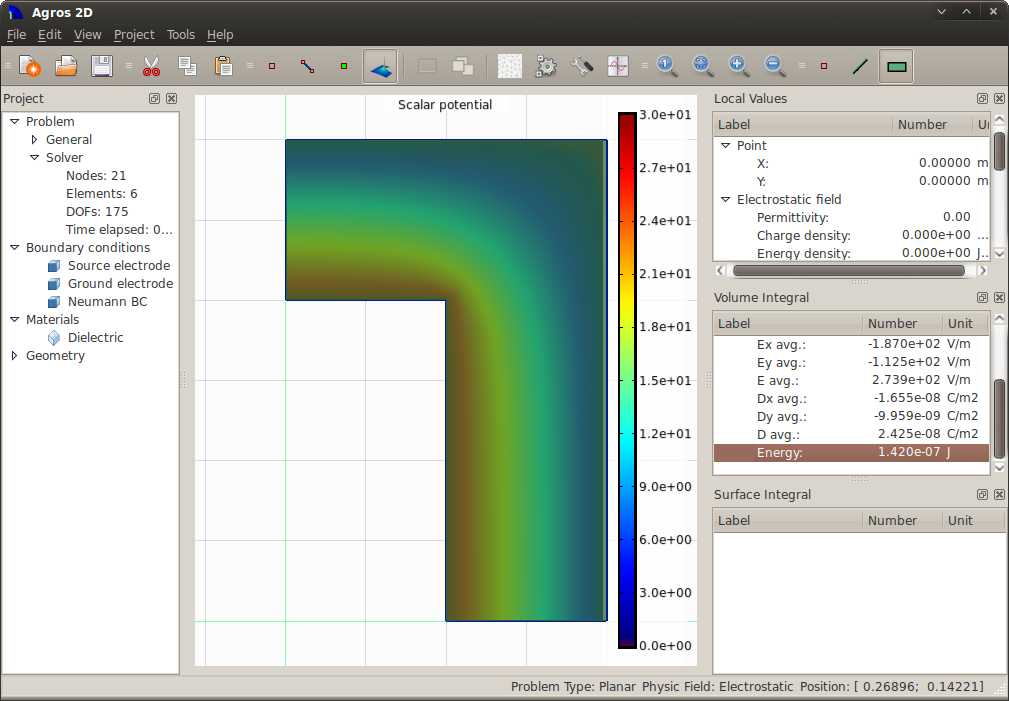 Agros 2D
File Edit View Project Tools Help
Project
Problem
General
Solver
Nodes: 21
Elements: 6
DOFs: 175
Time elapsed: 0...
Boundary conditions
Source electrode
Ground electrode
Neumann BC
Materials
Dielectric
Geometry
Scalar potential
3.0e+01
2.7e+01
2.4e+01
2.1e+01
1.8e+01
1.5e+01
1.2e+01
9.0e+00
6.0e+00
3.0e+00
0.0e+00
Local Values
Label Number
Point
X: 0.00000 m
Y: 0.00000 m
Electrostatic field
Permittivity: 0.00
Charge density: 0.000e+00 ...
Energy density: 0.000e+00 J..
Volume Integral
Label Number Unit
Ex avg.: -1.870e+02 V/m
Ey avg.: -1.125e+02 V/m
E avg.: 2.739e+02 V/m
Dx avg.: -1.655e-08 C/m2
Dy avg.: -9.959e-09 C/m2
D avg.: 2.425e-08 C/m2
Energy: 1.420e-07 J
Surface Integral
Label Number Unit
Problem Type: Planar Physic Field: Electrostatic Position: [ 0.26896; 0.14221]